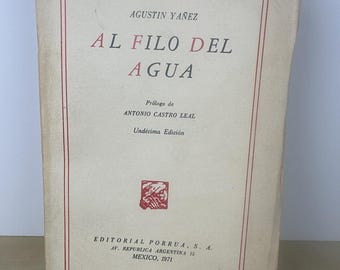 AGUSTIN YAÑEZ
AL FILO DEL
AGUA
Prólogo de
ANTONIO CASTRO LEAL
Undécima Edición
EDITORIAL PORRUA, S. A.
AV. REPUBLICA ARGENTINA 15
MEXICO, 1971